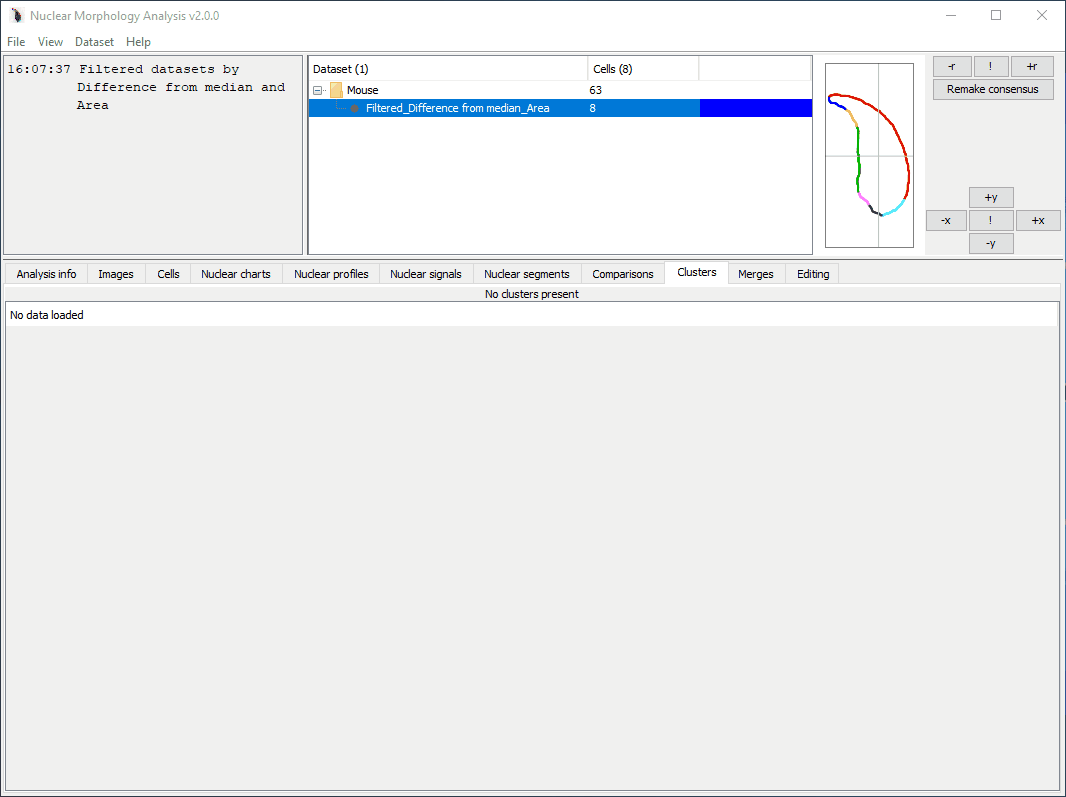 Nuclear Morphology Analysis v2.0.0
File View Dataset Help
16:07:37 Filtered datasets by
Difference from median and
Area
Dataset (1) Cells (8)
Mouse 63
Filtered_Difference from median_Area 8
-r ! +r
Remake consensus
+y
-x ! +x
-y
Analysis info Images Cells Nuclear charts Nuclear profiles Nuclear signals Nuclear segments Comparisons Clusters Merges Editing
No clusters present
No data loaded